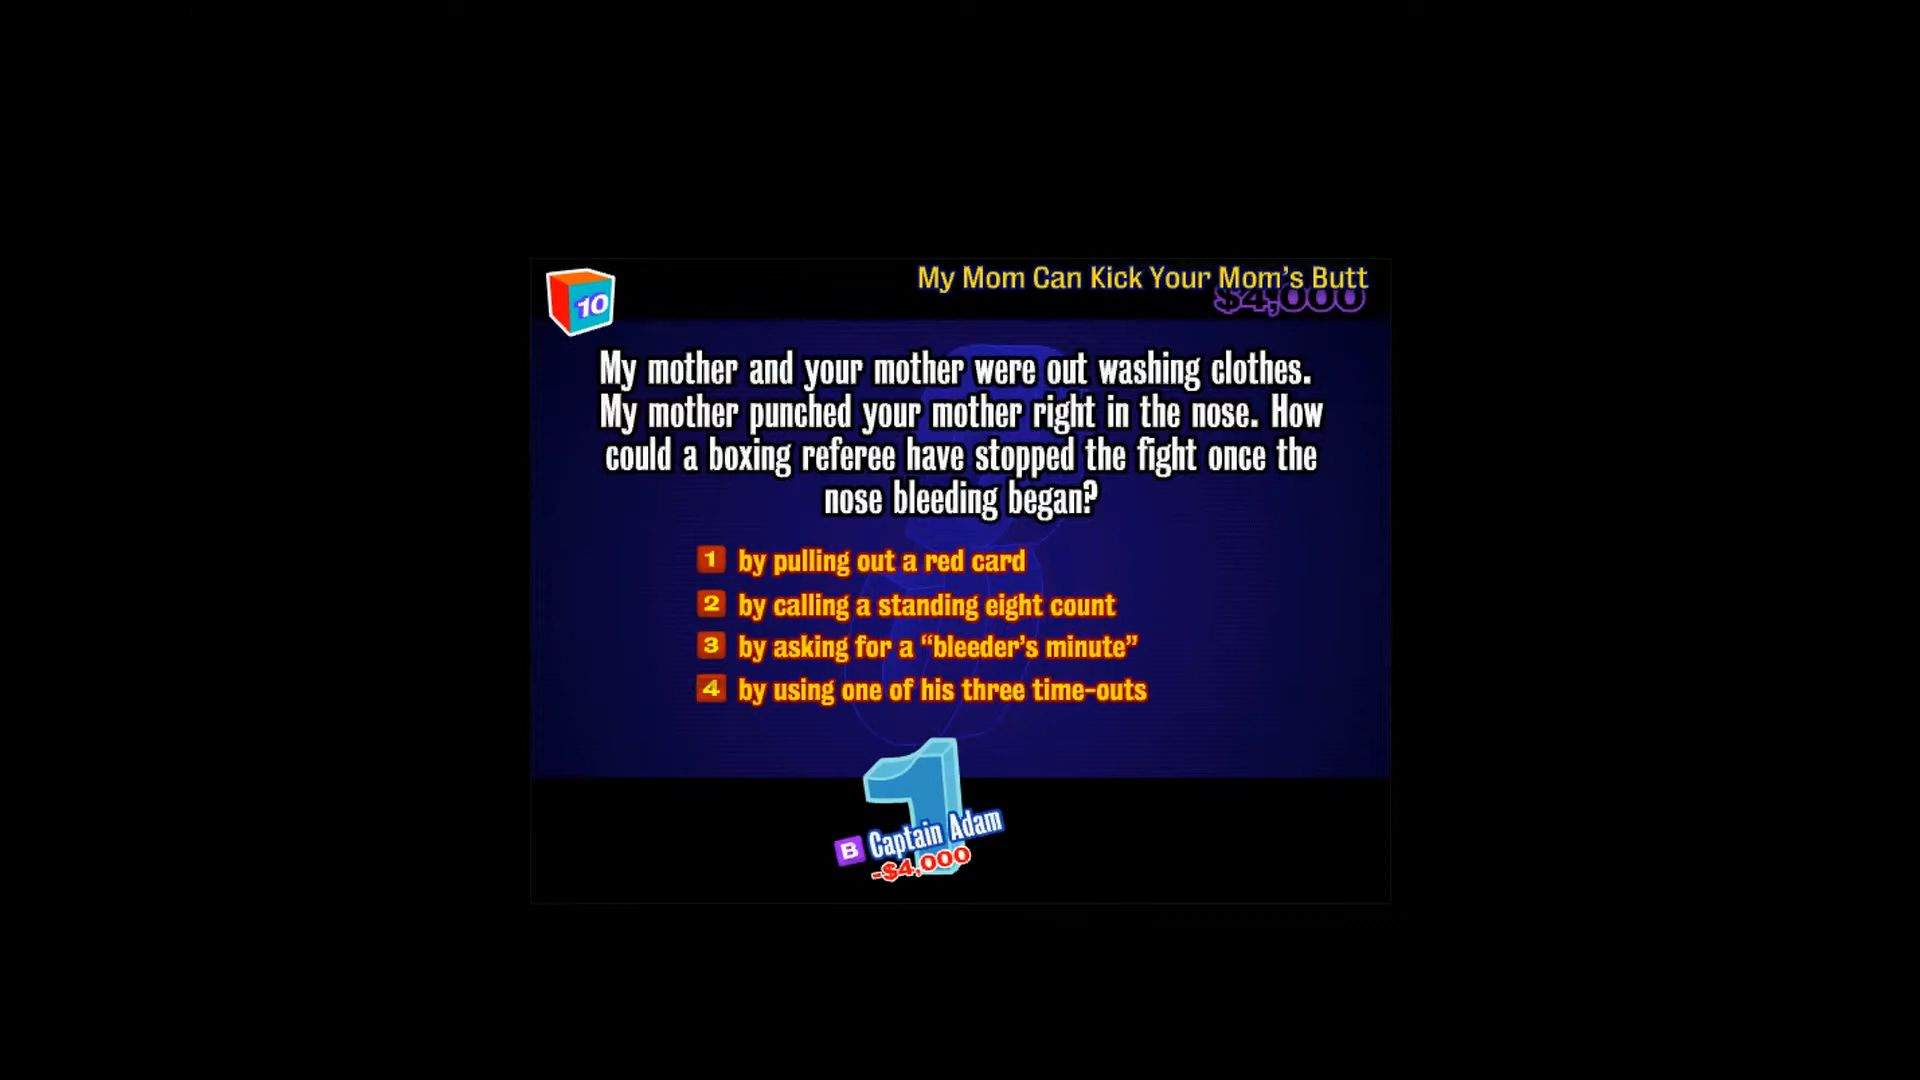 10
My Mom Can Kick Your Mom's Butt
$4,000
My mother and your mother were out washing clothes.
My mother punched your mother right in the nose. How
could a boxing referee have stopped the fight once the
nose bleeding began?
1 by pulling out a red card
2 by calling a standing eight count
3 by asking for a “bleeder's minute”
4 by using one of his three time-outs
1
B Captain Adam
-$4,000